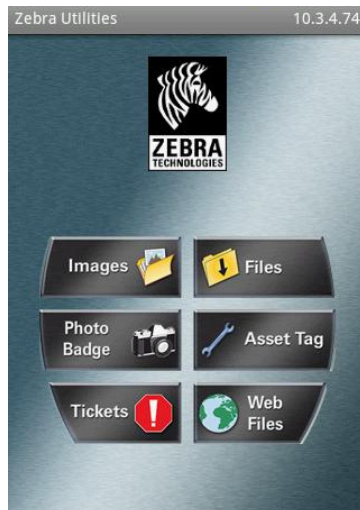 Zebra Utilities 10.3.4.74
ZEBRA
TECHNOLOGIES
Images
Files
Photo
Badge
Asset Tag
Tickets
Web
Files